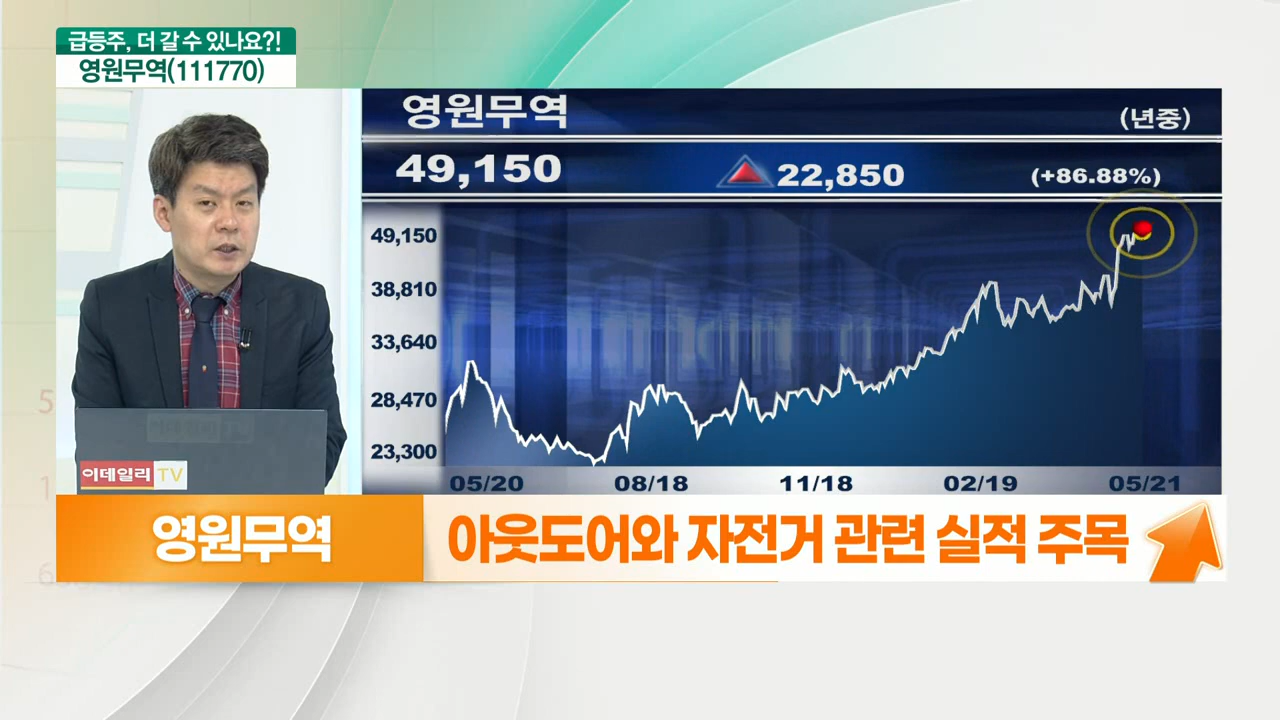 급등주, 더 갈 수 있나요?!
영원무역(111770)
영원무역
(년중)
49,150
22,850
(+86.88%)
49,150
38,810
33,640
28,470
23,300
05/20
08/18
11/18
02/19
05/21
이데일리TV
영원무역
아웃도어와 자전거 관련 실적 주목